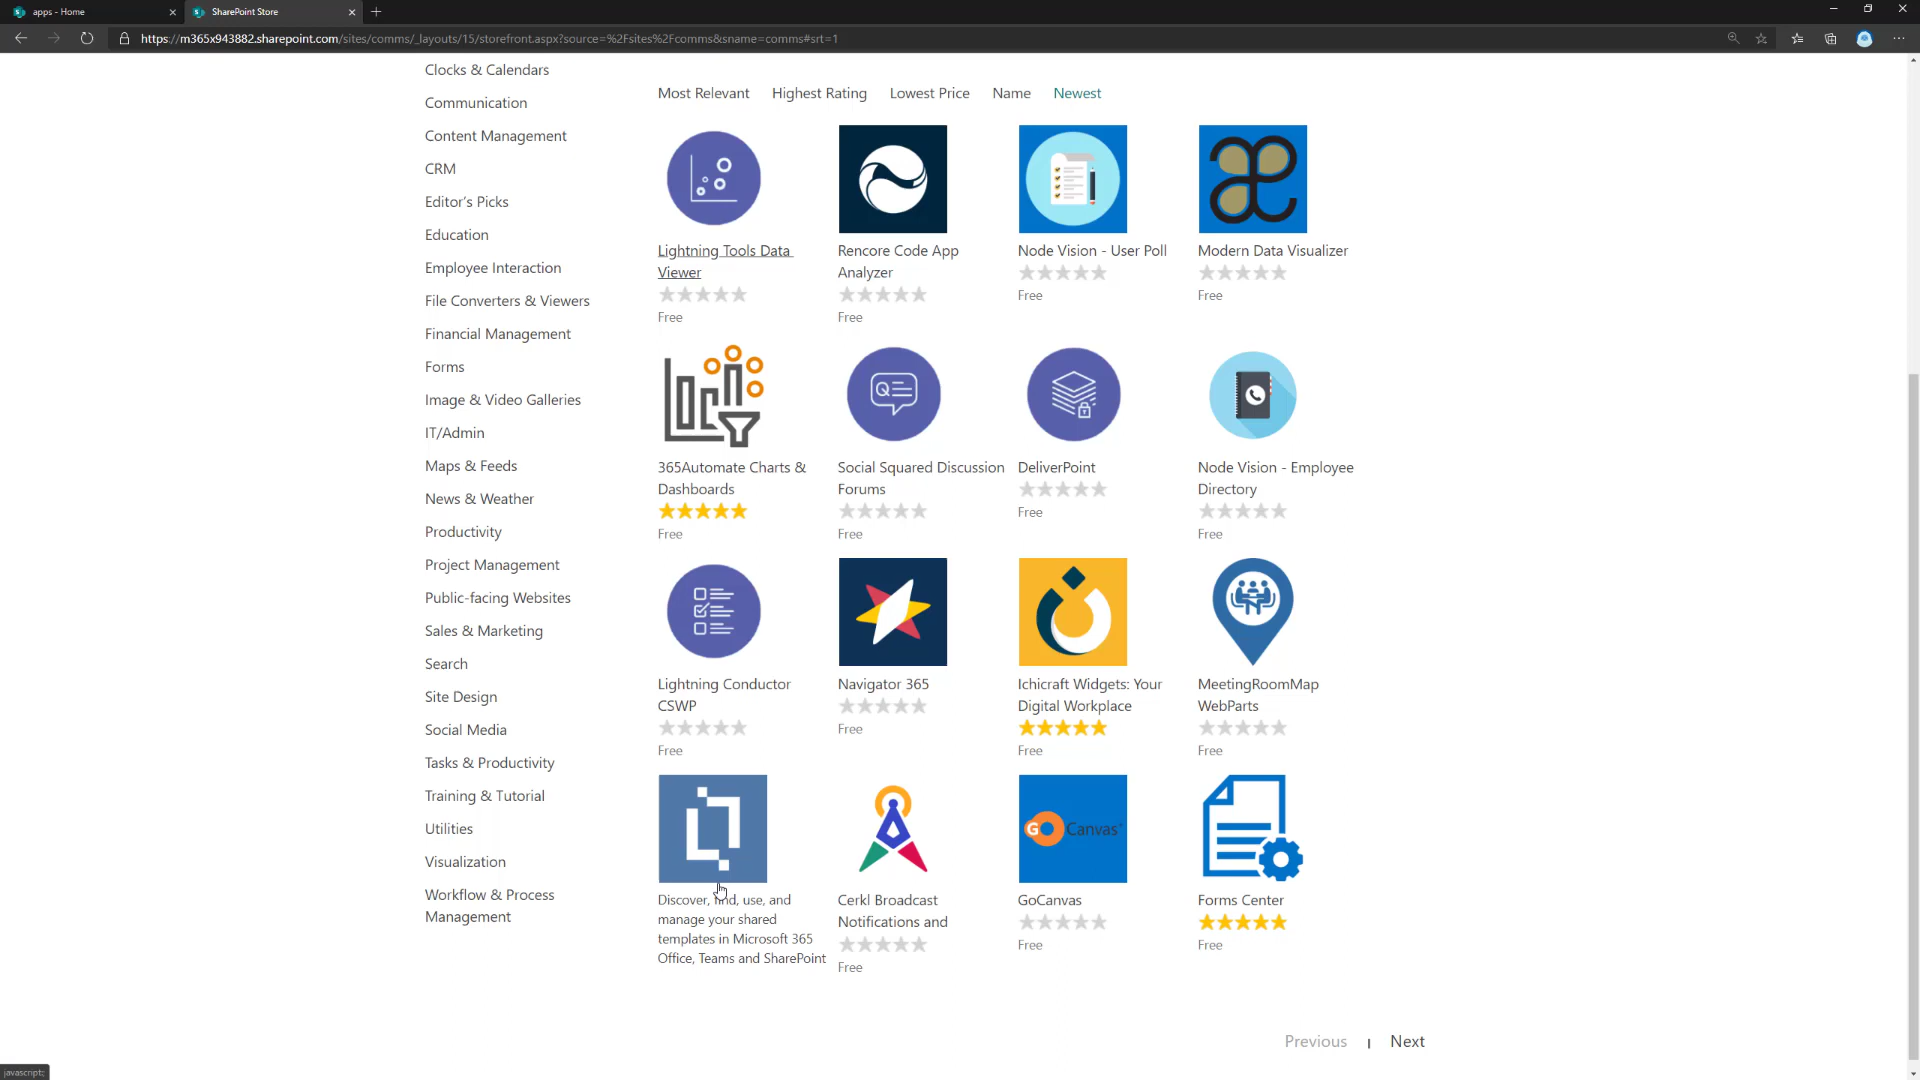 apps - Home
SharePoint Store
https://m365x943882.sharepoint.com/sites/comms/_layouts/15/storefront.aspx?source=%2Fsites%2Fcomms&sname=comms#srt=1
Clocks & Calendars
Communication
Content Management
CRM
Editor's Picks
Education
Employee Interaction
File Converters & Viewers
Financial Management
Forms
Image & Video Galleries
IT/Admin
Maps & Feeds
News & Weather
Productivity
Project Management
Public-facing Websites
Sales & Marketing
Search
Site Design
Social Media
Tasks & Productivity
Training & Tutorial
Utilities
Visualization
Workflow & Process
Management
Most Relevant Highest Rating Lowest Price Name Newest
Lightning Tools Data
Viewer
Free
Rencore Code App
Analyzer
Free
Node Vision - User Poll
Free
Modern Data Visualizer
Free
365Automate Charts &
Dashboards
Free
Social Squared Discussion
Forums
Free
DeliverPoint
Free
Node Vision - Employee
Directory
Free
Lightning Conductor
CSWP
Free
Navigator 365
Free
Ichicraft Widgets: Your
Digital Workplace
Free
MeetingRoomMap
WebParts
Free
Discover, find, use, and
manage your shared
templates in Microsoft 365
Office, Teams and SharePoint
Cerkl Broadcast
Notifications and
Free
GoCanvas
GoCanvas
Free
Forms Center
Free
Previous | Next
javascript:;